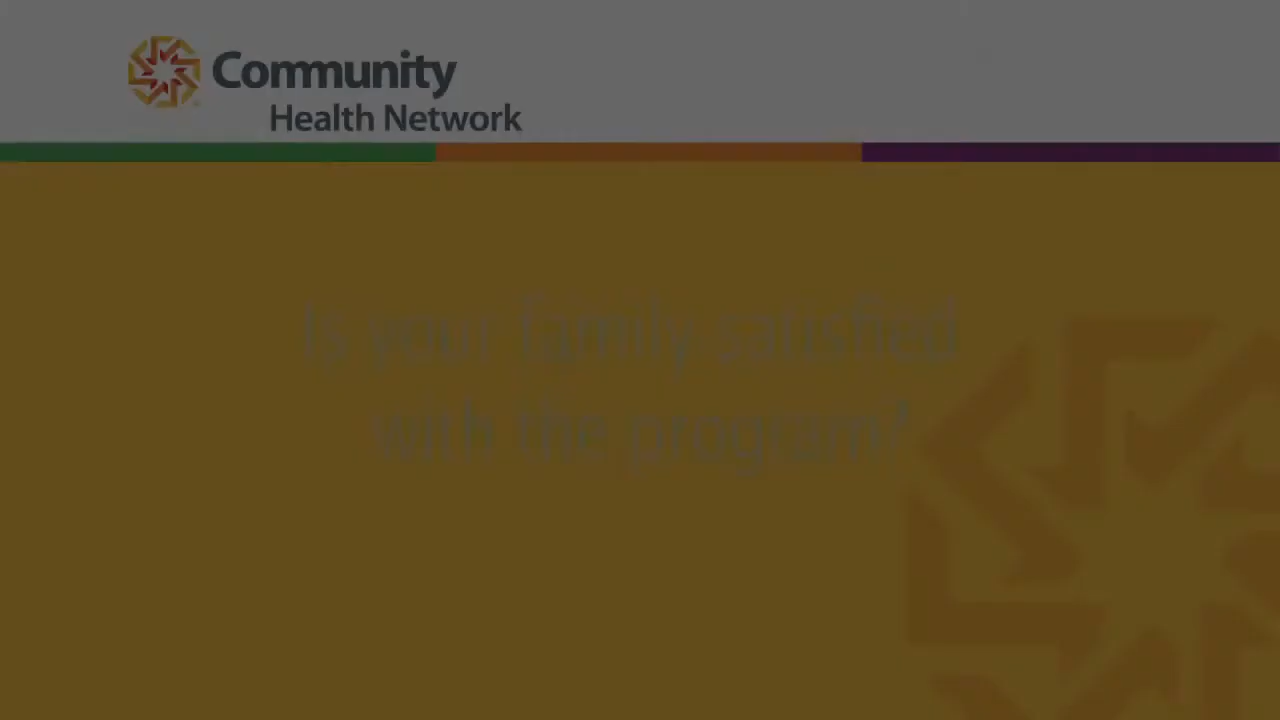 Community
Health Network
Is your family satisfied
with the program?